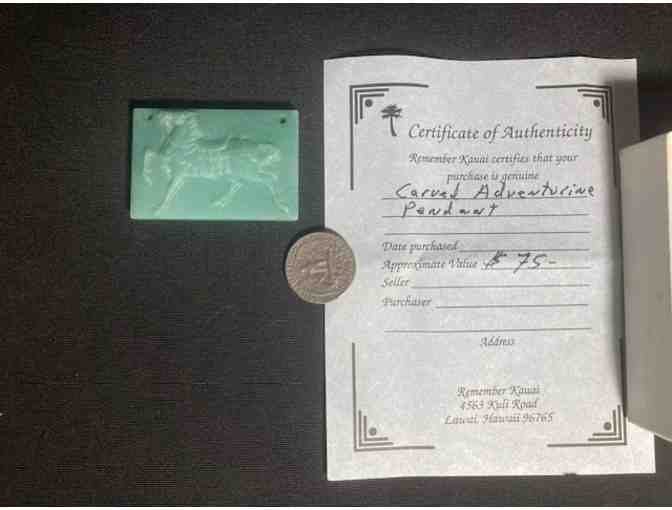 Certificate of Authenticity
Remember Kauai certifies that your
purchase is genuine
Carved Adventurine
Pendant
Date purchased
Approximate Value $ 75-
Seller
Purchaser
Address
Remember Kauai
4563 Kuli Road
Lawai, Hawaii 96765